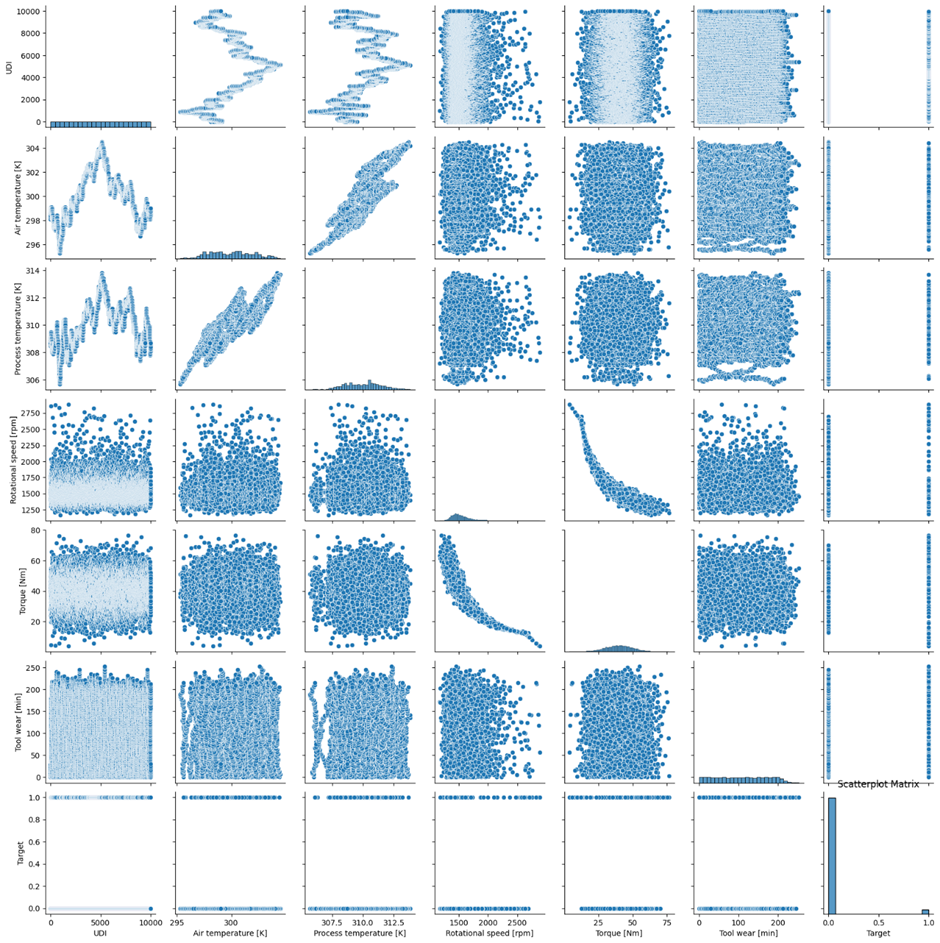 10000
8000
6000
4000
2000
0
UDI
304
302
300
298
296
Air temperature [K]
314
312
310
308
306
Process temperature [K]
2750
2500
2250
2000
1750
1500
1250
Rotational speed [rpm]
80
60
40
20
Torque [Nm]
250
200
150
100
50
0
Tool wear [min]
Scatterplot Matrix
1.0
0.8
0.6
0.4
0.2
0.0
Target
0 5000 10000
295 300
307.5 310.0 312.5
1500 2000 2500
25 50 75
0 100 200
0.0 0.5 1.0
UDI Air temperature [K] Process temperature [K] Rotational speed [rpm] Torque [Nm] Tool wear [min] Target